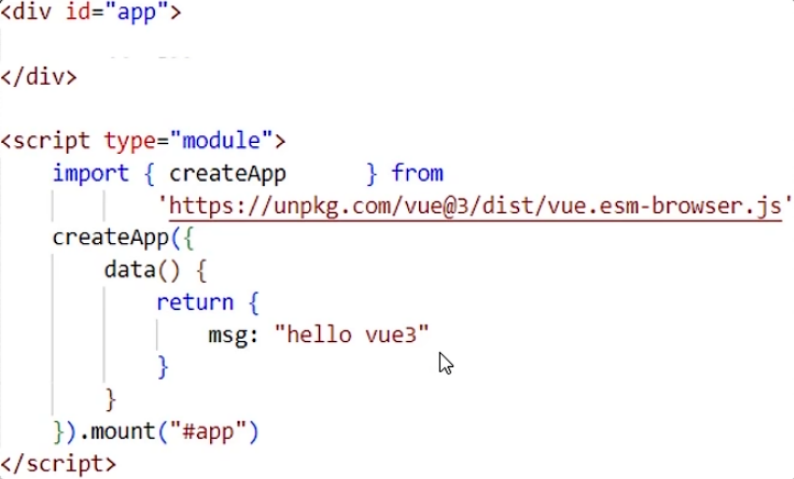 <div id="app">
</div>
<script type="module">
import { createApp } from
'https://unpkg.com/vue@3/dist/vue.esm-browser.js'
createApp({
data() {
return {
msg: "hello vue3"
}
}
}).mount("#app")
</script>